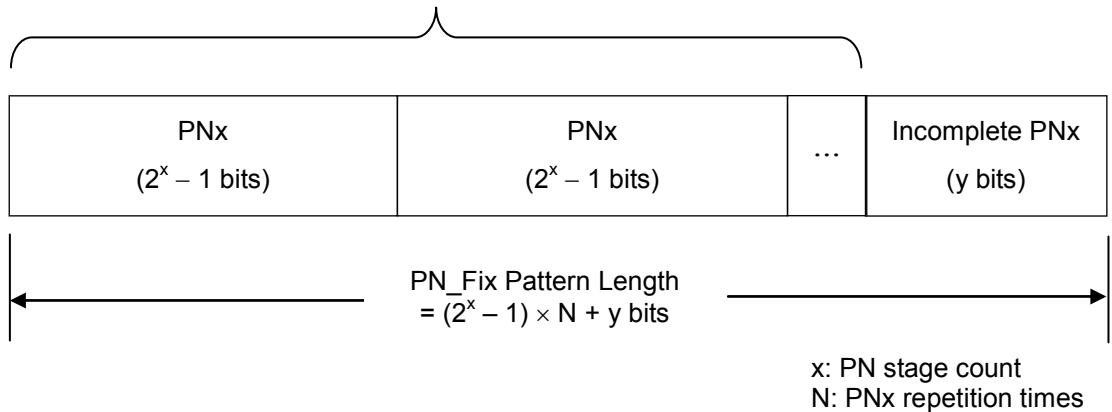 PNx
(2^x – 1 bits)
PNx
(2^x – 1 bits)
...
Incomplete PNx
(y bits)
PN_Fix Pattern Length
= (2^x – 1) × N + y bits
x: PN stage count
N: PNx repetition times